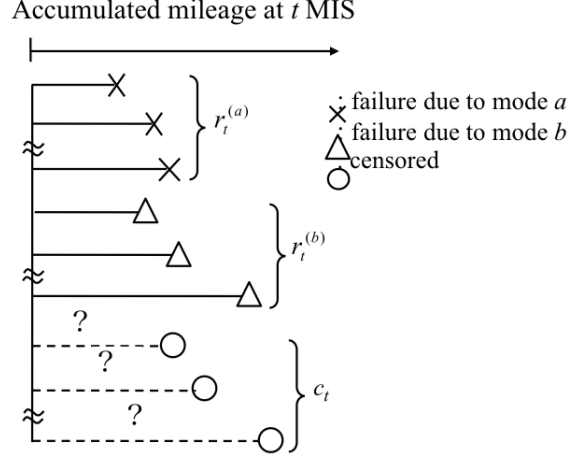 Accumulated mileage at t MIS
r_t^(a)
: failure due to mode a
: failure due to mode b
: censored
r_t^(b)
?
?
c_t
?